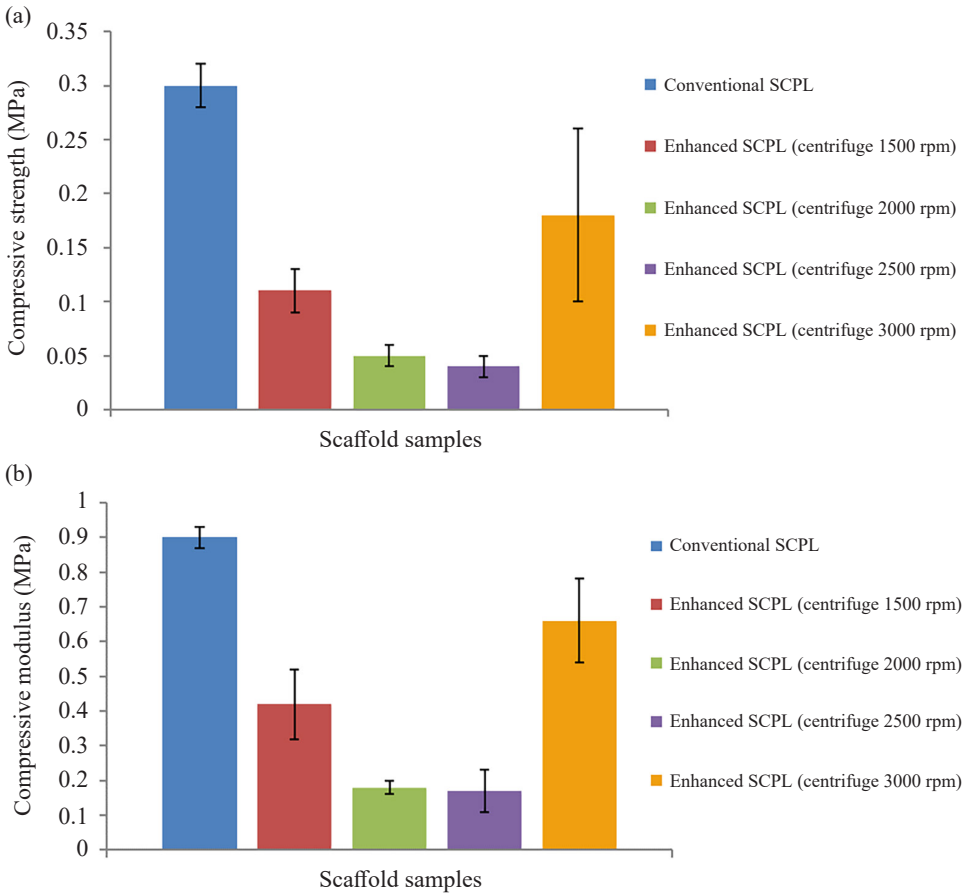 (a)
0.35
0.3
0.25
0.2
0.15
0.1
0.05
0
Compressive strength (MPa)
Scaffold samples
Conventional SCPL
Enhanced SCPL (centrifuge 1500 rpm)
Enhanced SCPL (centrifuge 2000 rpm)
Enhanced SCPL (centrifuge 2500 rpm)
Enhanced SCPL (centrifuge 3000 rpm)
(b)
1
0.9
0.8
0.7
0.6
0.5
0.4
0.3
0.2
0.1
0
Compressive modulus (MPa)
Scaffold samples
Conventional SCPL
Enhanced SCPL (centrifuge 1500 rpm)
Enhanced SCPL (centrifuge 2000 rpm)
Enhanced SCPL (centrifuge 2500 rpm)
Enhanced SCPL (centrifuge 3000 rpm)